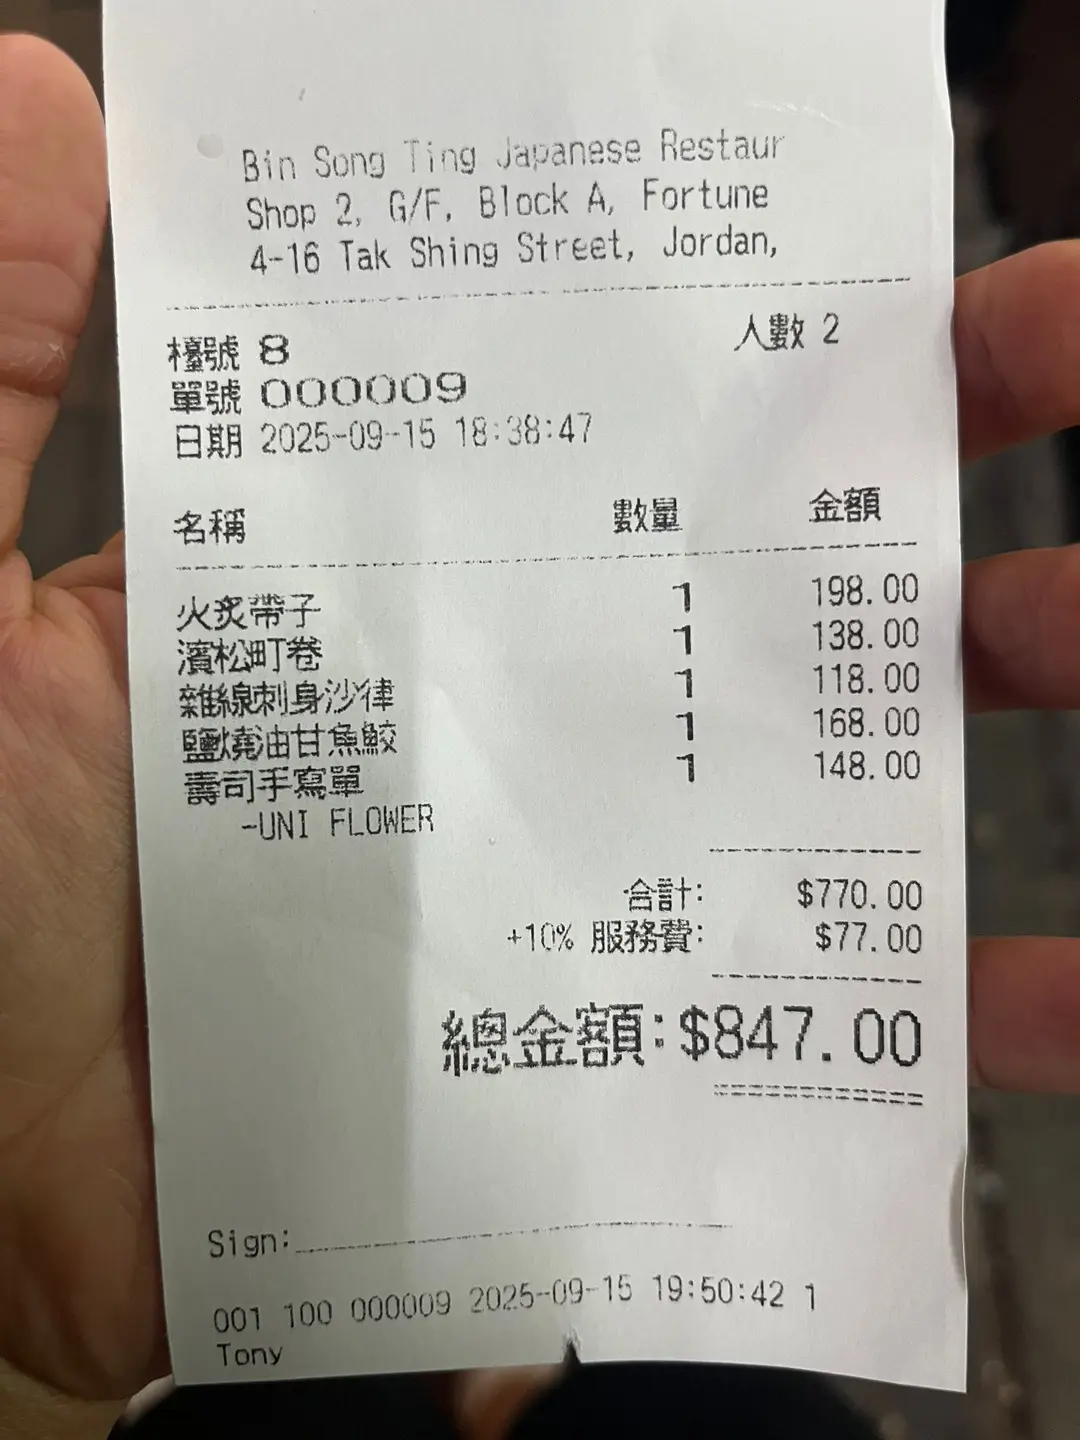 Bin Song Ting Japanese Restaur
Shop 2, G/F, Block A, Fortune
4-16 Tak Shing Street, Jordan,
檯號 8 人數 2
單號 000009
日期 2025-09-15 18:38:47
名稱 數量 金額
火炙帶子 1 198.00
濱松町卷 1 138.00
雜錦刺身沙律 1 118.00
鹽燒油甘魚鮫 1 168.00
壽司手寫單 1 148.00
-UNI FLOWER
合計: $770.00
+10% 服務費: $77.00
總金額: $847.00
Sign:
001 100 000009 2025-09-15 19:50:42 1
Tony